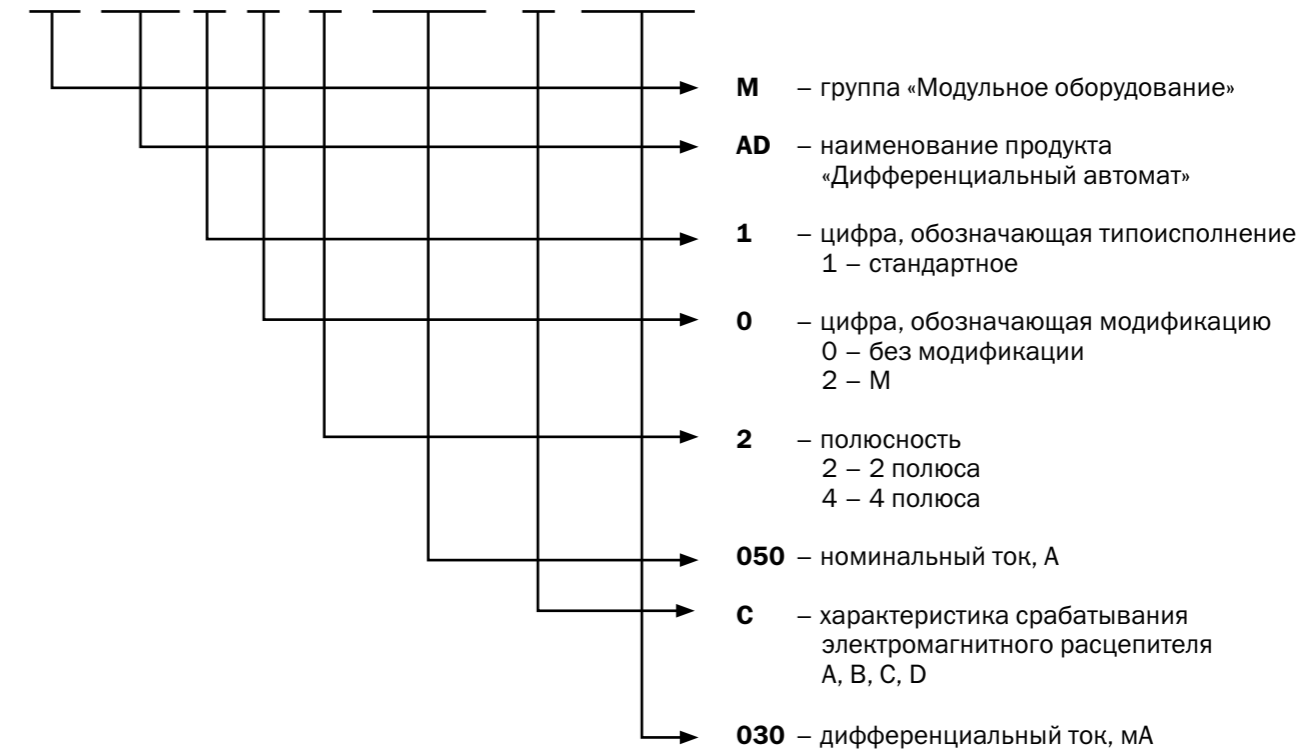 M – группа «Модульное оборудование»
AD – наименование продукта
«Дифференциальный автомат»
1 – цифра, обозначающая типоисполнение
1 – стандартное
0 – цифра, обозначающая модификацию
0 – без модификации
2 – М
2 – полюсность
2 – 2 полюса
4 – 4 полюса
050 – номинальный ток, А
C – характеристика срабатывания
электромагнитного расцепителя
A, B, C, D
030 – дифференциальный ток, мА